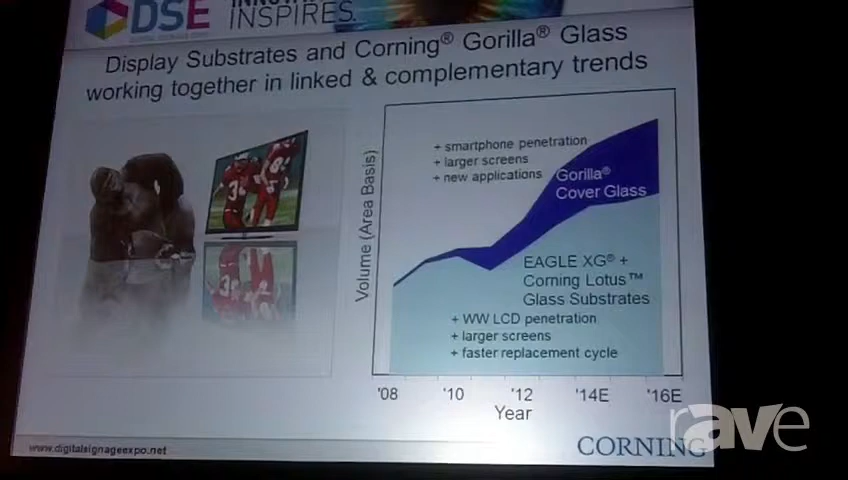 DSE
INSPIRES.
Display Substrates and Corning® Gorilla® Glass
working together in linked & complementary trends
+ smartphone penetration
+ larger screens
+ new applications
Gorilla®
Cover Glass
Volume (Area Basis)
EAGLE XG® +
Corning Lotus™
Glass Substrates
+ WW LCD penetration
+ larger screens
+ faster replacement cycle
'08 '10 '12 '14E '16E
Year
www.digitalsignageexpo.net
CORNING
rave